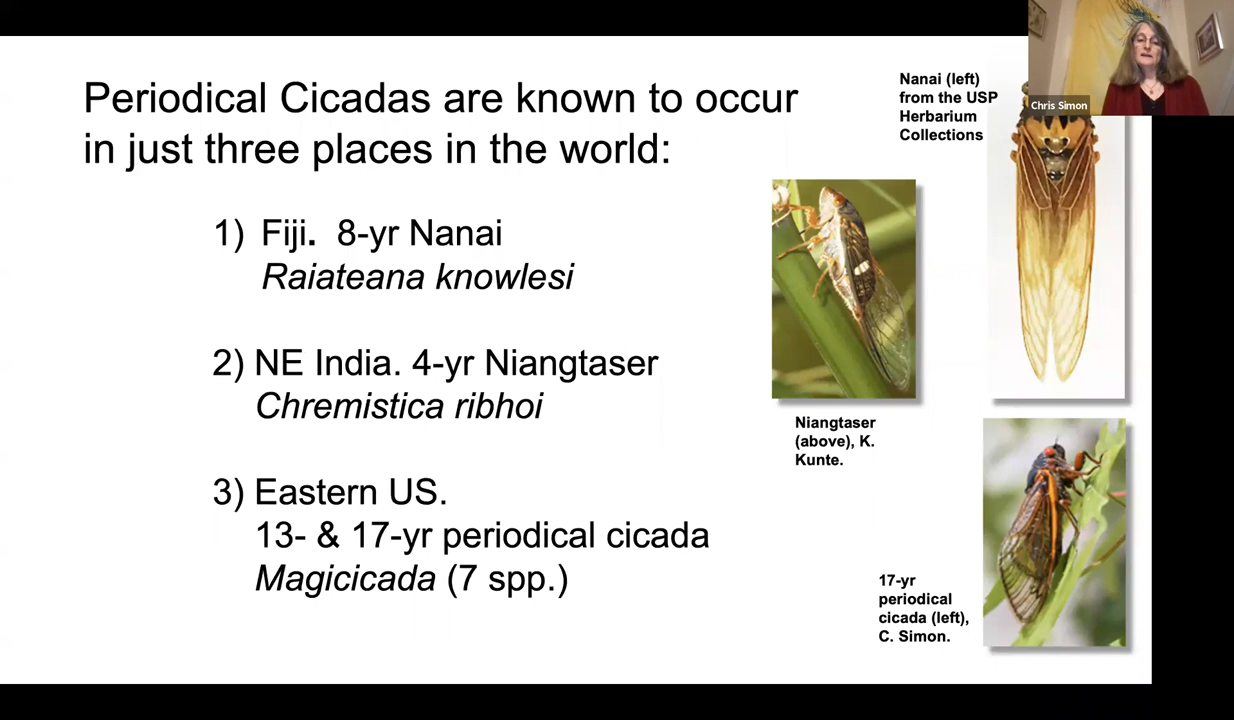 Periodical Cicadas are known to occur
in just three places in the world:
1) Fiji. 8-yr Nanai
Raiateana knowlesi
2) NE India. 4-yr Niangtaser
Chremistica ribhoi
3) Eastern US.
13- & 17-yr periodical cicada
Magicicada (7 spp.)
Nanai (left)
from the USP
Herbarium
Collections
Chris Simon
Niangtaser
(above), K.
Kunte.
17-yr
periodical
cicada (left),
C. Simon.